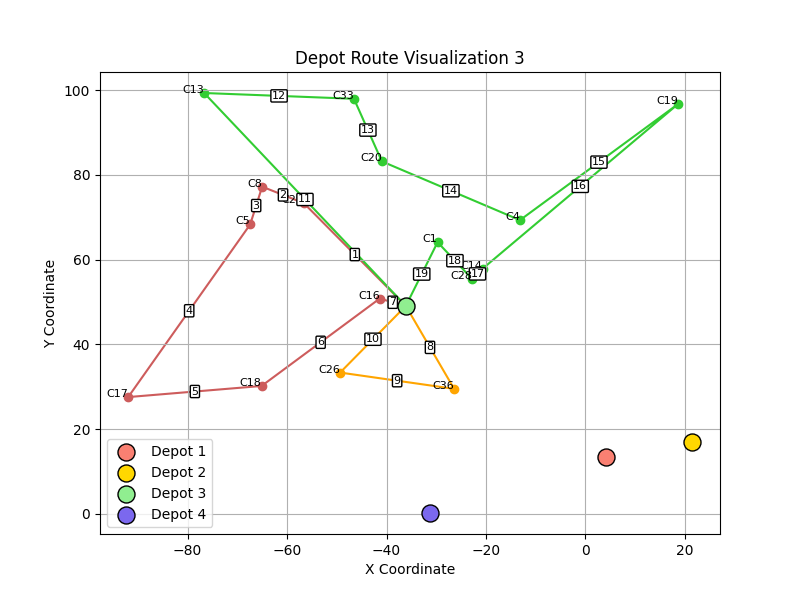 Depot Route Visualization 3
Y Coordinate
100
80
60
40
20
0
C13
12
C33
C19
13
C20
15
C8
14
16
2
11
3
C5
C4
C1
1
18
C14
19
C28
17
C16
7
4
10
8
6
C26
9
C36
C18
C17
5
Depot 1
Depot 2
Depot 3
Depot 4
−80
−60
−40
−20
0
20
X Coordinate